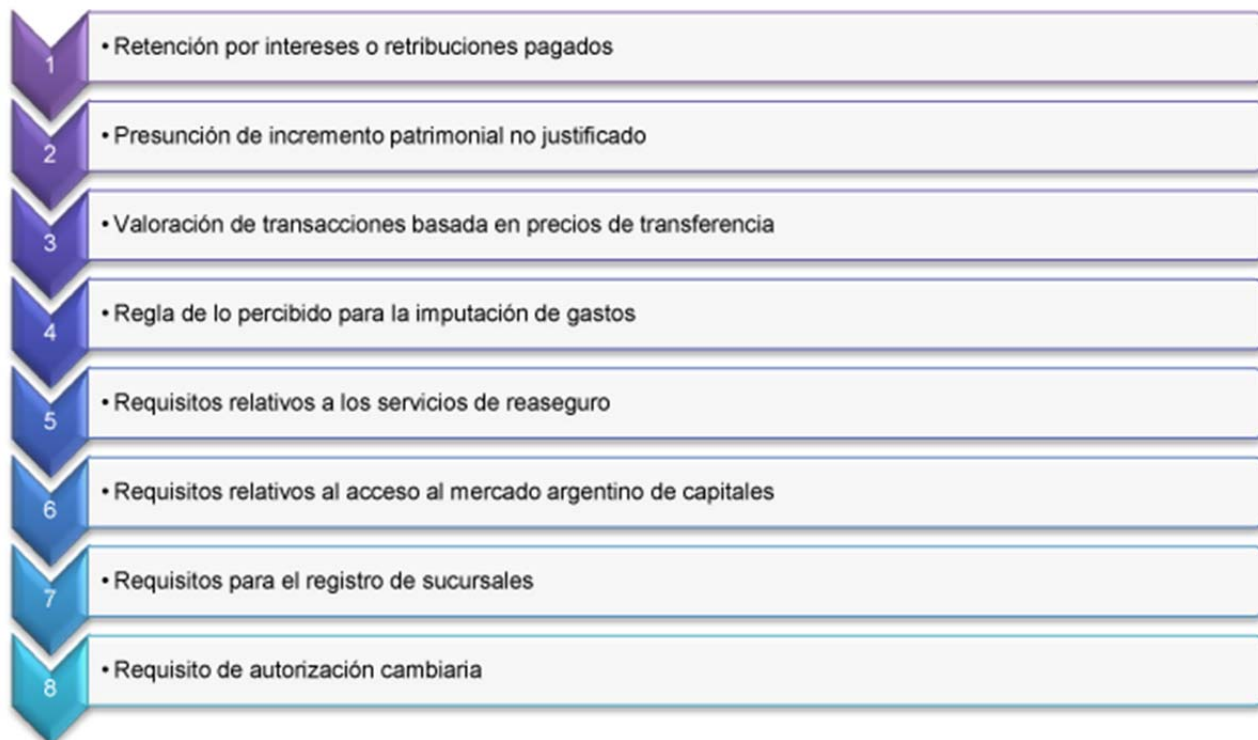 1
• Retención por intereses o retribuciones pagados
2
• Presunción de incremento patrimonial no justificado
3
• Valoración de transacciones basada en precios de transferencia
4
• Regla de lo percibido para la imputación de gastos
5
• Requisitos relativos a los servicios de reaseguro
6
• Requisitos relativos al acceso al mercado argentino de capitales
7
• Requisitos para el registro de sucursales
8
• Requisito de autorización cambiaria